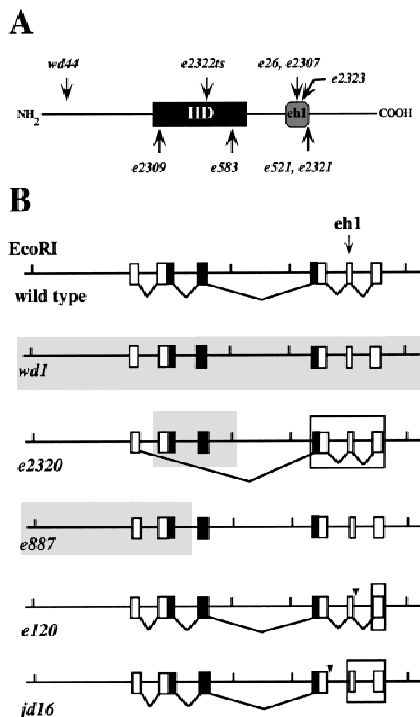 A
wd44
e2322ts
e26, e2307
e2323
NH2
HD
eh1
COOH
e2309
e583
e521, e2321
B
eh1
EcoRI
wild type
wd1
e2320
e887
e120
jd16